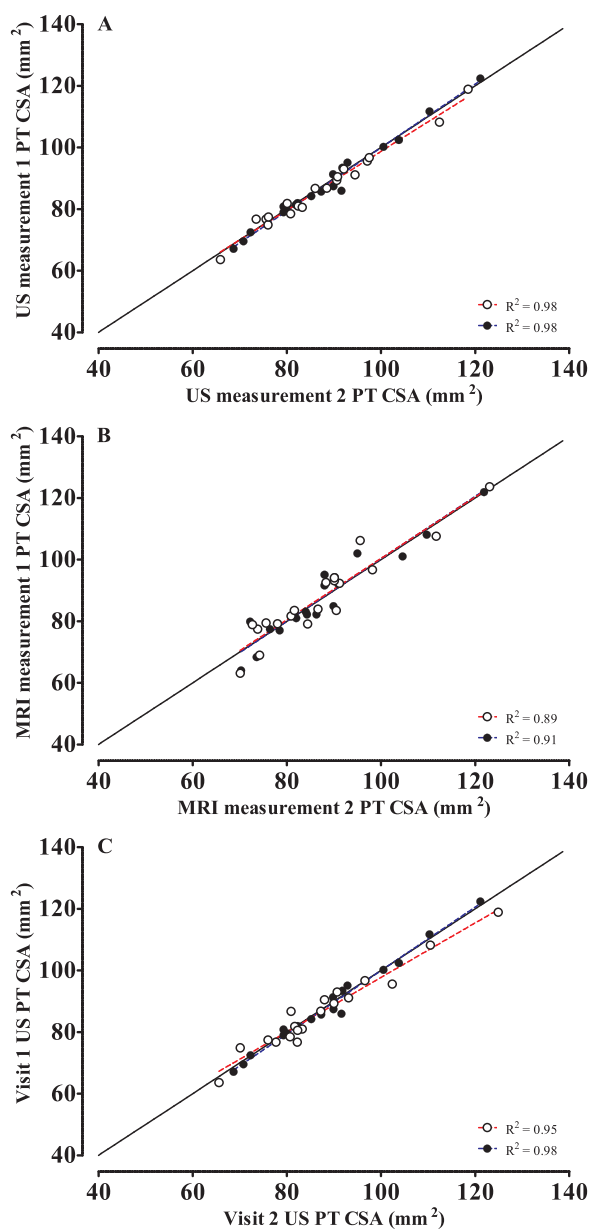 A
US measurement 1 PT CSA (mm²)
140
120
100
80
60
40
R² = 0.98
R² = 0.98
40 60 80 100 120 140
US measurement 2 PT CSA (mm²)
B
MRI measurement 1 PT CSA (mm²)
140
120
100
80
60
40
R² = 0.89
R² = 0.91
40 60 80 100 120 140
MRI measurement 2 PT CSA (mm²)
C
Visit 1 US PT CSA (mm²)
140
120
100
80
60
40
R² = 0.95
R² = 0.98
40 60 80 100 120 140
Visit 2 US PT CSA (mm²)